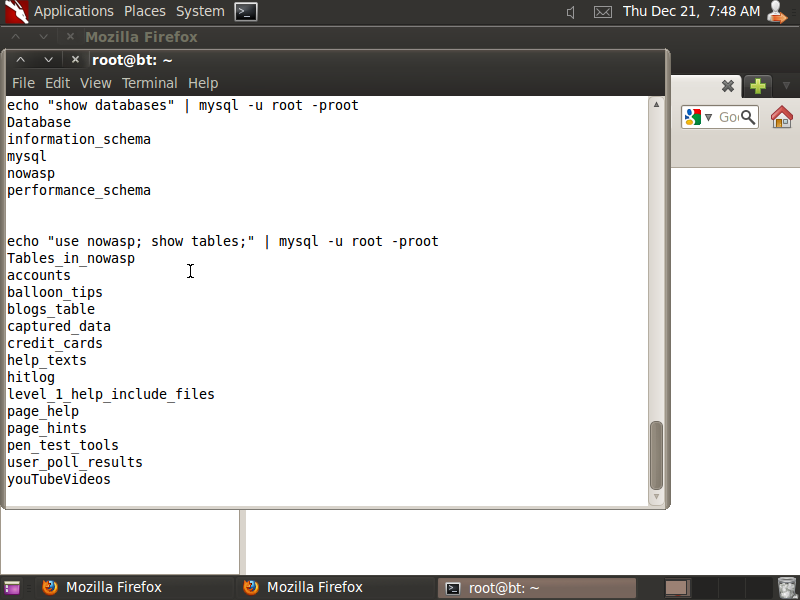 Applications Places System
Thu Dec 21, 7:48 AM
Mozilla Firefox
root@bt: ~
File Edit View Terminal Help
echo "show databases" | mysql -u root -proot
Database
information_schema
mysql
nowasp
performance_schema
echo "use nowasp; show tables;" | mysql -u root -proot
Tables_in_nowasp
accounts
balloon_tips
blogs_table
captured_data
credit_cards
help_texts
hitlog
level_1_help_include_files
page_help
page_hints
pen_test_tools
user_poll_results
youTubeVideos
Mozilla Firefox
Mozilla Firefox
root@bt: ~